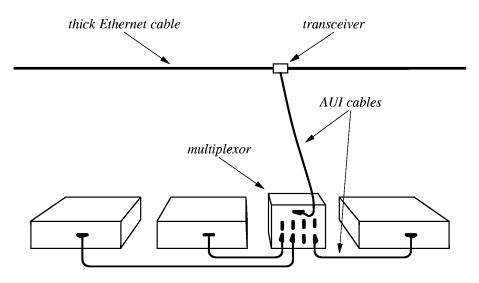 thick Ethernet cable
transceiver
AUI cables
multiplexor